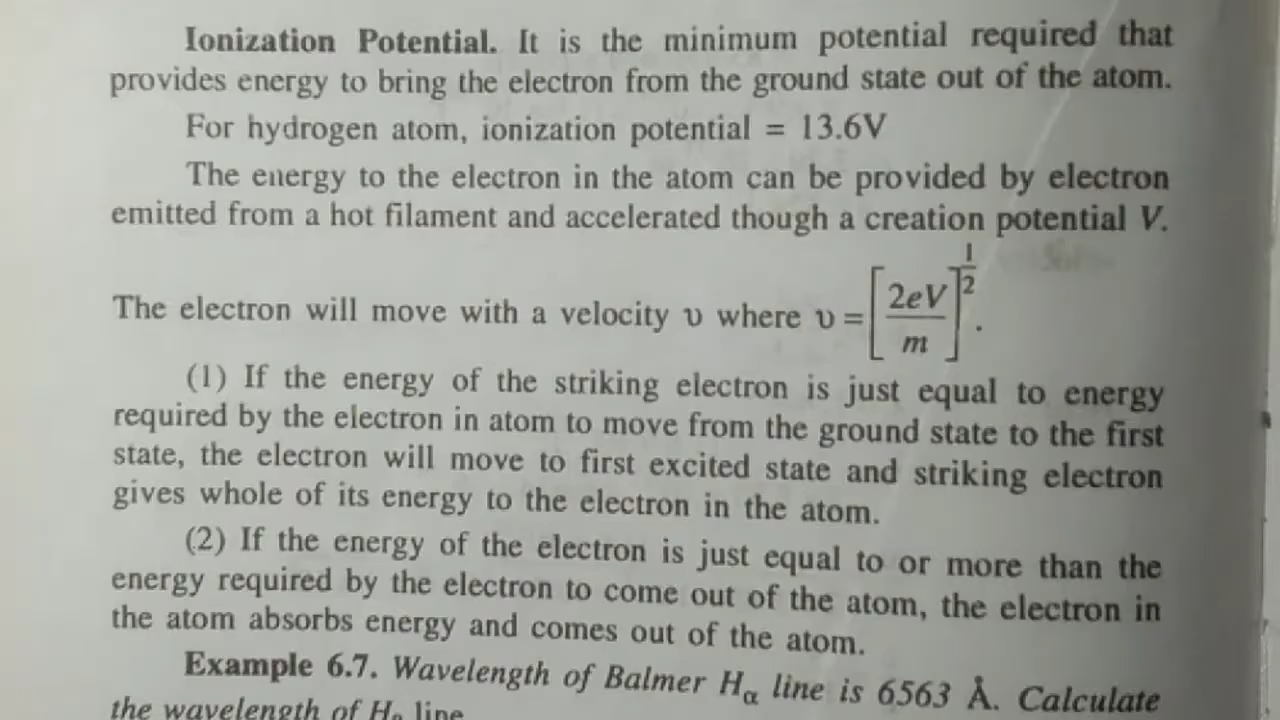 Ionization Potential. It is the minimum potential required that
provides energy to bring the electron from the ground state out of the atom.
For hydrogen atom, ionization potential = 13.6V
The energy to the electron in the atom can be provided by electron
emitted from a hot filament and accelerated though a creation potential V.
The electron will move with a velocity υ where υ = [2eV/m]^1/2.
(1) If the energy of the striking electron is just equal to energy
required by the electron in atom to move from the ground state to the first
state, the electron will move to first excited state and striking electron
gives whole of its energy to the electron in the atom.
(2) If the energy of the electron is just equal to or more than the
energy required by the electron to come out of the atom, the electron in
the atom absorbs energy and comes out of the atom.
Example 6.7. Wavelength of Balmer Hα line is 6563 Å. Calculate
the wavelength of Hβ line